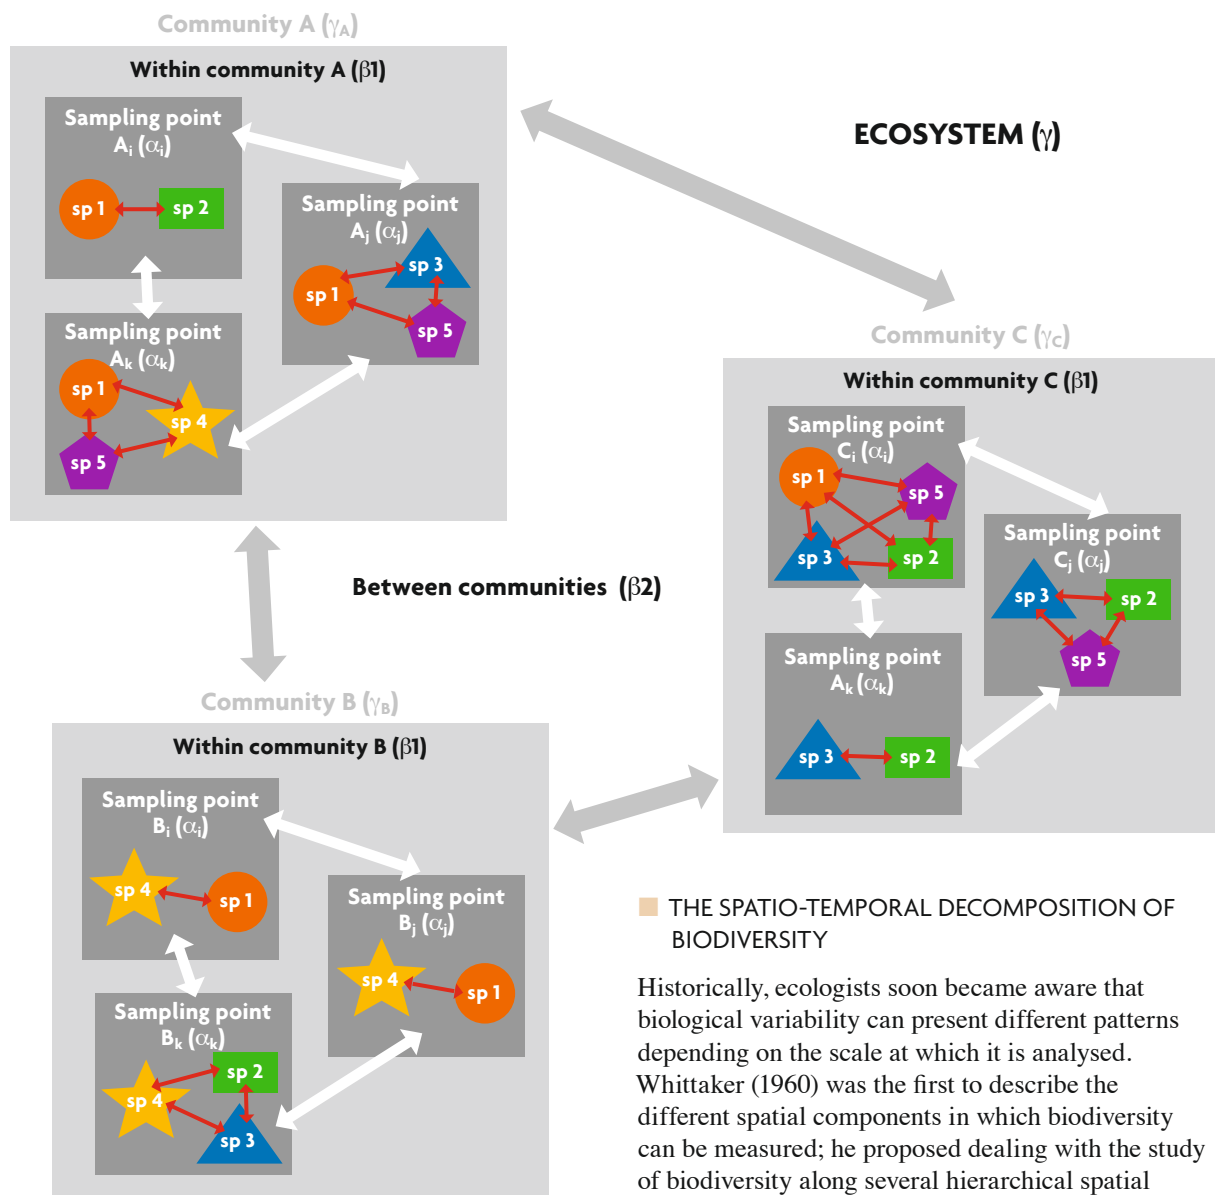 Community A (γA)
Within community A (β1)
Sampling point
Ai (αi)
sp 1
sp 2
Sampling point
Aj (αj)
sp 3
sp 1
sp 5
Sampling point
Ak (αk)
sp 1
sp 4
sp 5
ECOSYSTEM (γ)
Between communities (β2)
Community C (γC)
Within community C (β1)
Sampling point
Ci (αi)
sp 1
sp 5
sp 3
sp 2
Sampling point
Cj (αj)
sp 3
sp 2
sp 5
Sampling point
Ak (αk)
sp 3
sp 2
Community B (γB)
Within community B (β1)
Sampling point
Bi (αi)
sp 4
sp 1
Sampling point
Bj (αj)
sp 4
sp 1
Sampling point
Bk (αk)
sp 2
sp 4
sp 3
THE SPATIO-TEMPORAL DECOMPOSITION OF
BIODIVERSITY
Historically, ecologists soon became aware that
biological variability can present different patterns
depending on the scale at which it is analysed.
Whittaker (1960) was the first to describe the
different spatial components in which biodiversity
can be measured; he proposed dealing with the study
of biodiversity along several hierarchical spatial